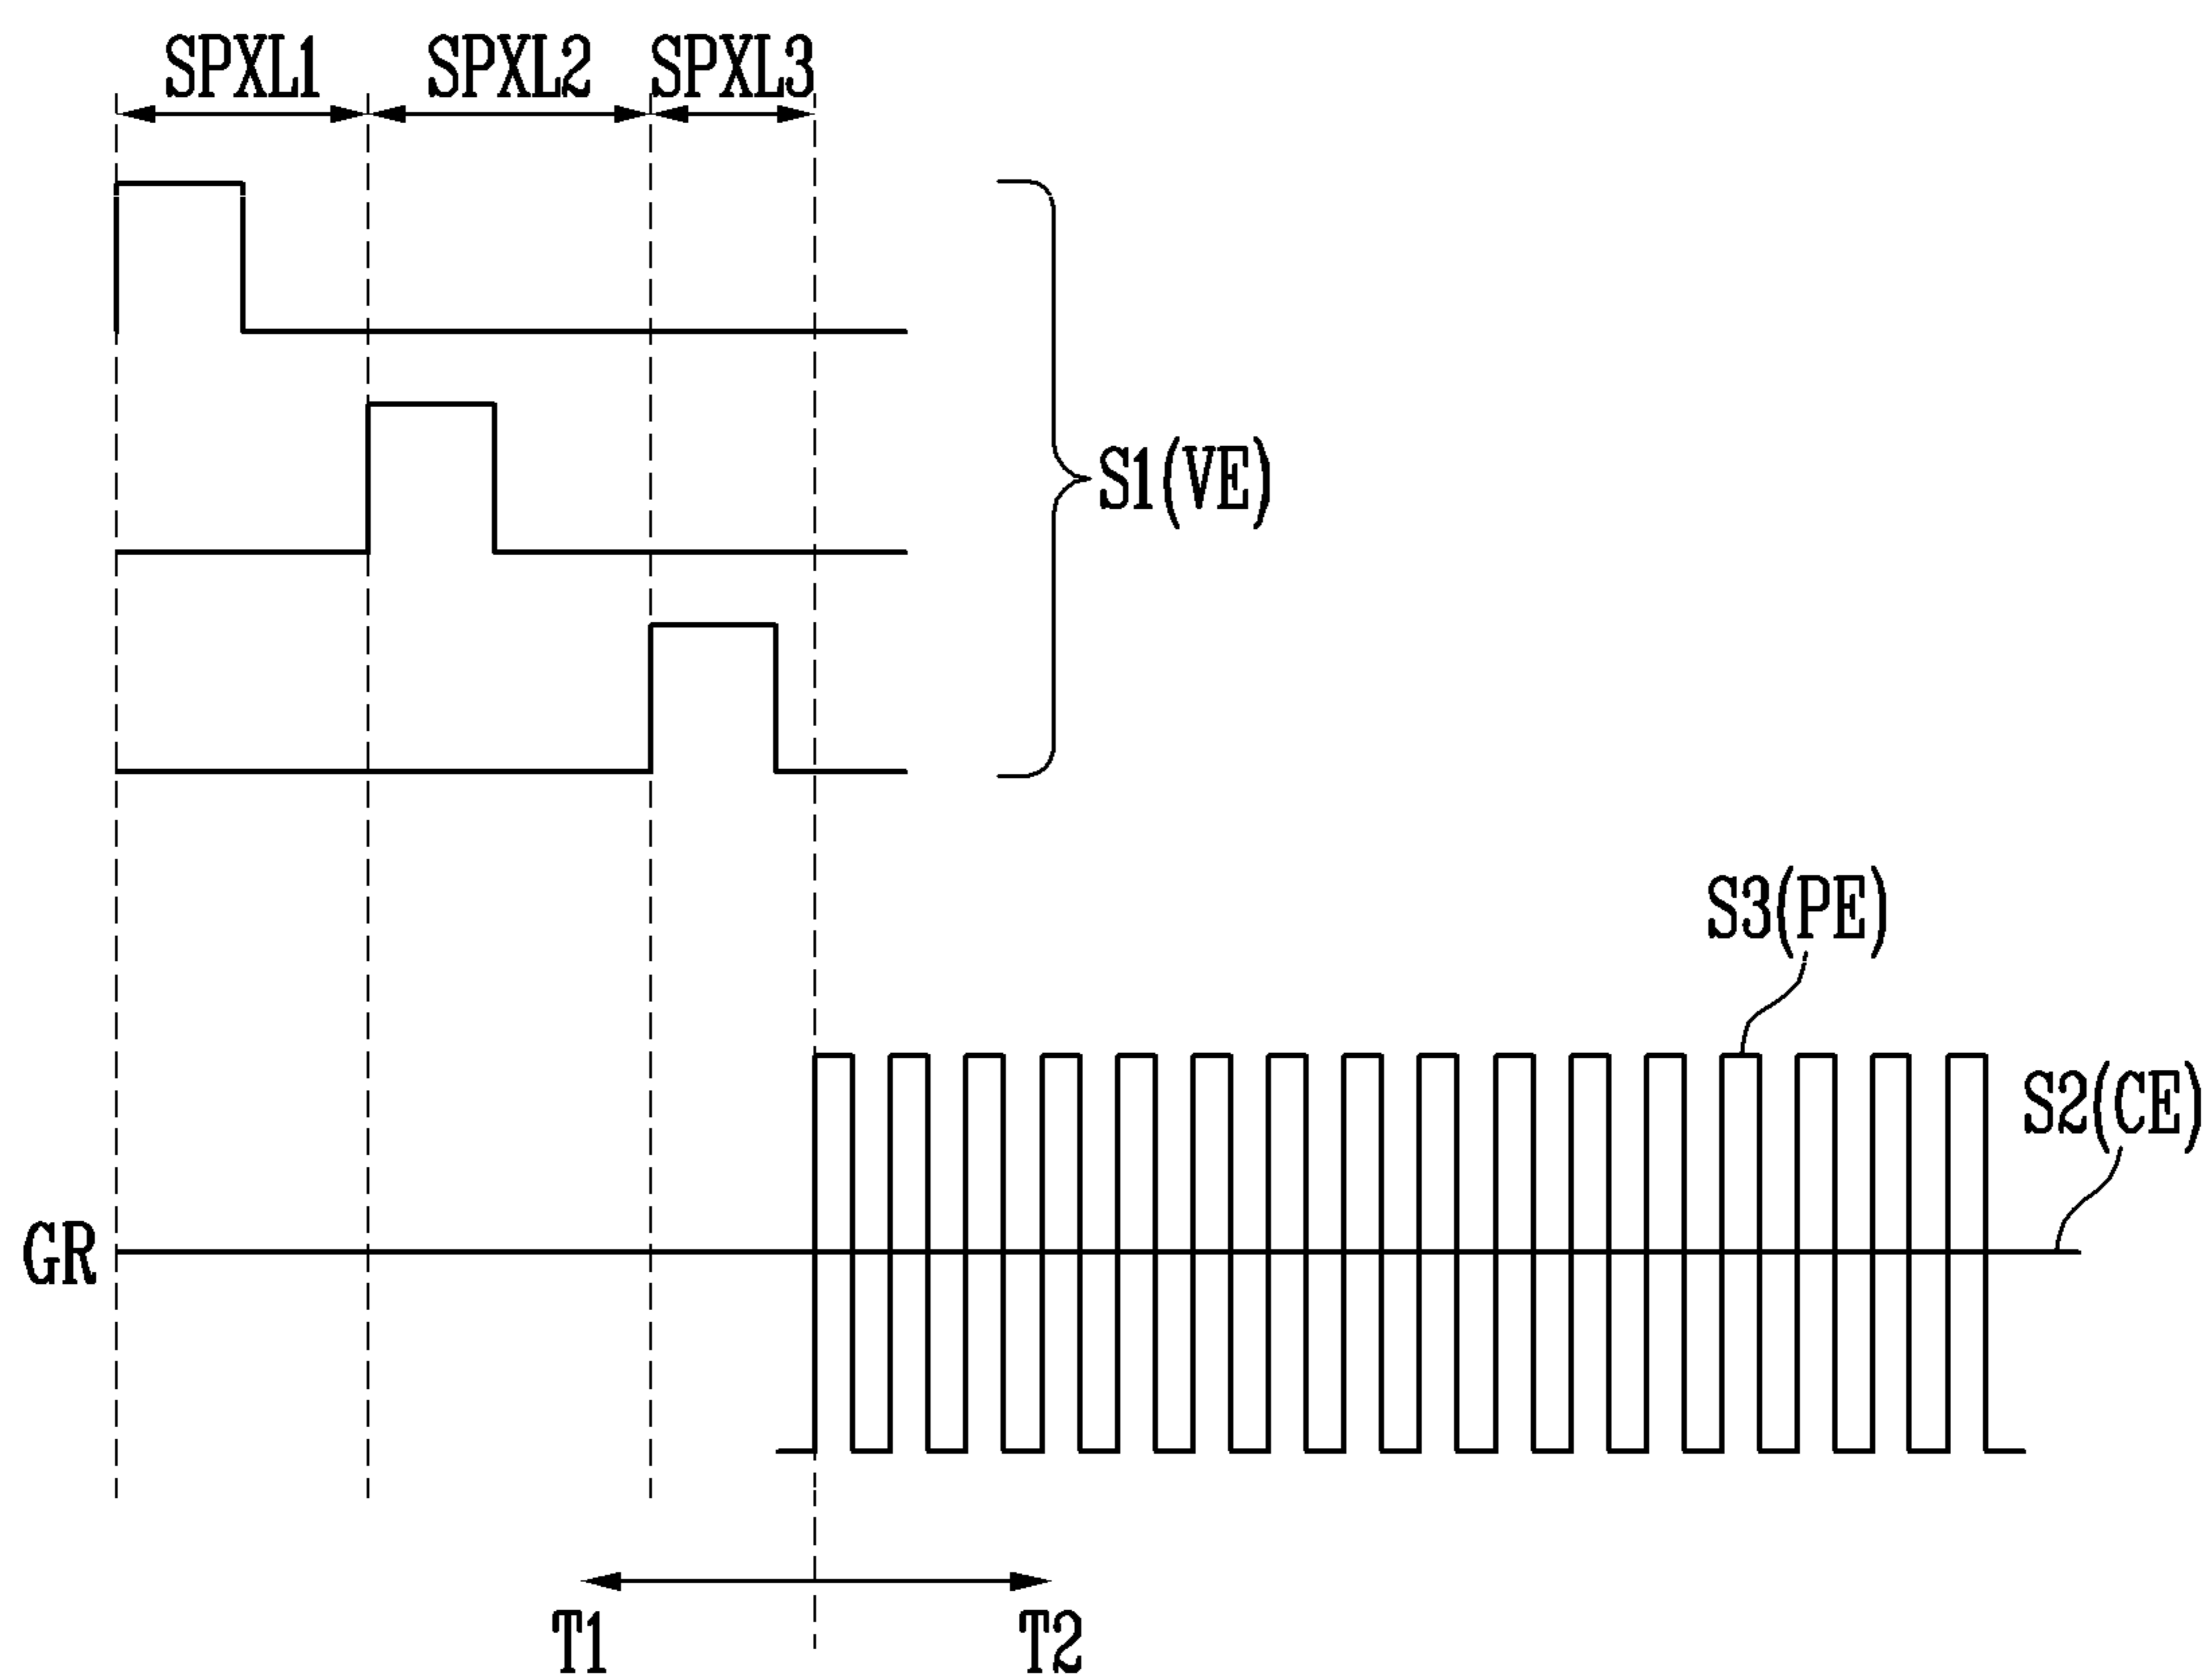 SPXL1 SPXL2 SPXL3
S1(VE)
S3(PE)
S2(CE)
GR
T1 T2